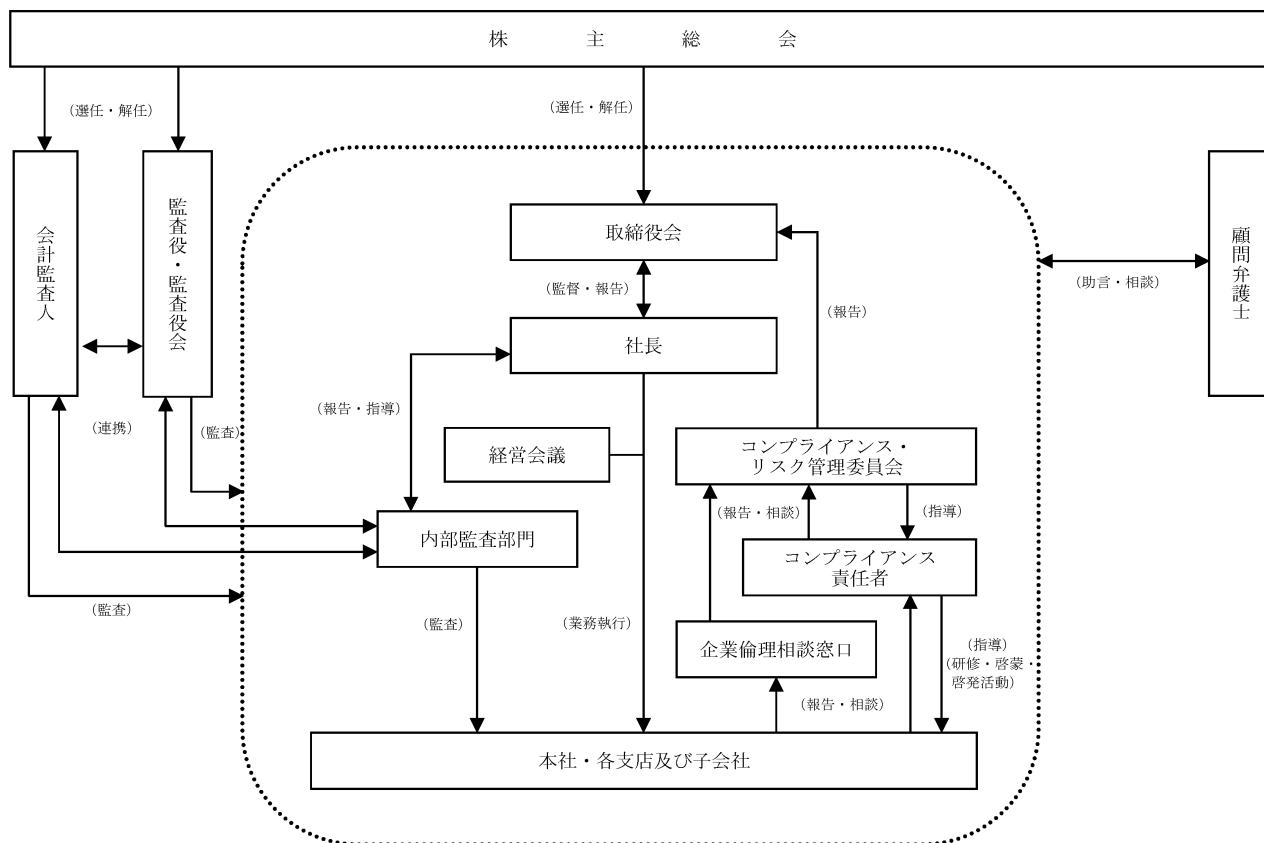 株主総会
（選任・解任）
（選任・解任）
会計監査人
監査役・監査役会
顧問弁護士
取締役会
（助言・相談）
（監督・報告）
（報告）
社長
（報告・指導）
（連携）
（監査）
経営会議
コンプライアンス・
リスク管理委員会
（報告・相談）
（指導）
内部監査部門
コンプライアンス
責任者
（監査）
（監査）
（業務執行）
企業倫理相談窓口
（指導）
（研修・啓蒙・
啓発活動）
（報告・相談）
本社・各支店及び子会社